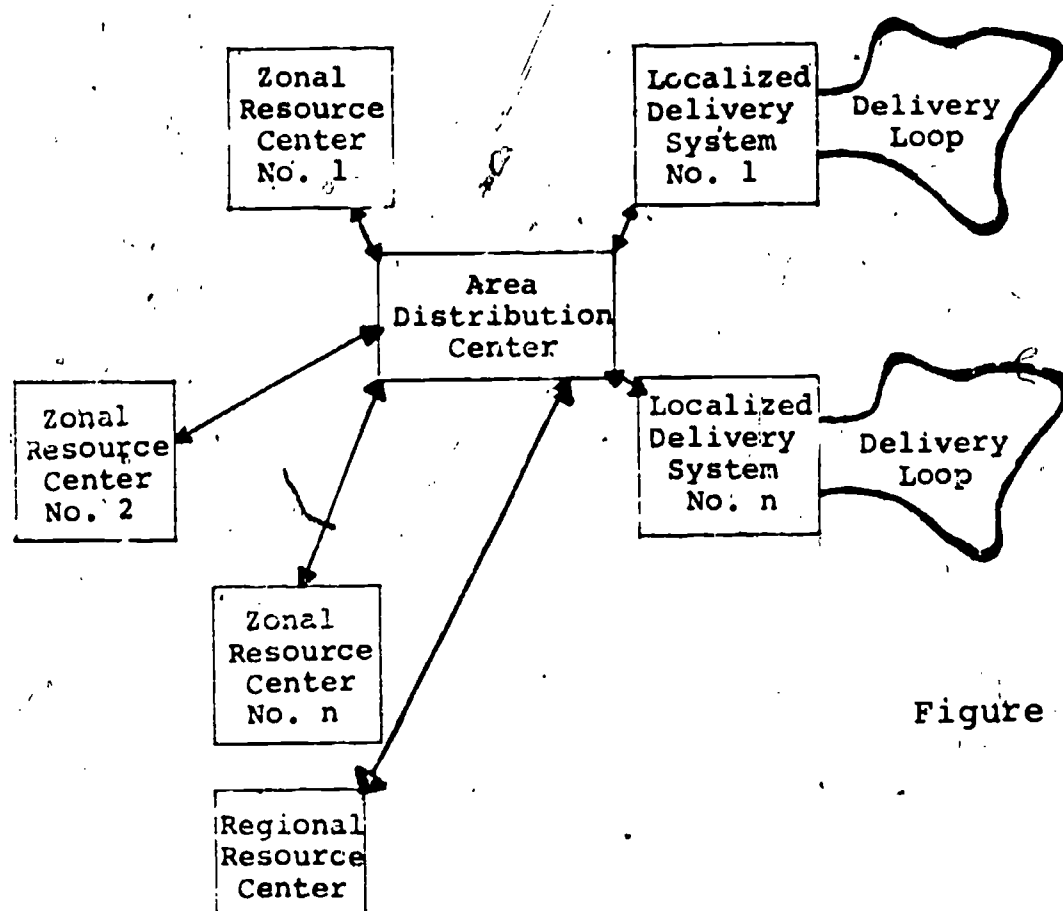 Zonal
Resource
Center
No. 1
Localized
Delivery
System
No. 1
Delivery
Loop
Area
Distribution
Center
Zonal
Resource
Center
No. 2
Localized
Delivery
System
No. n
Delivery
Loop
Zonal
Resource
Center
No. n
Figure
Regional
Resource
Center